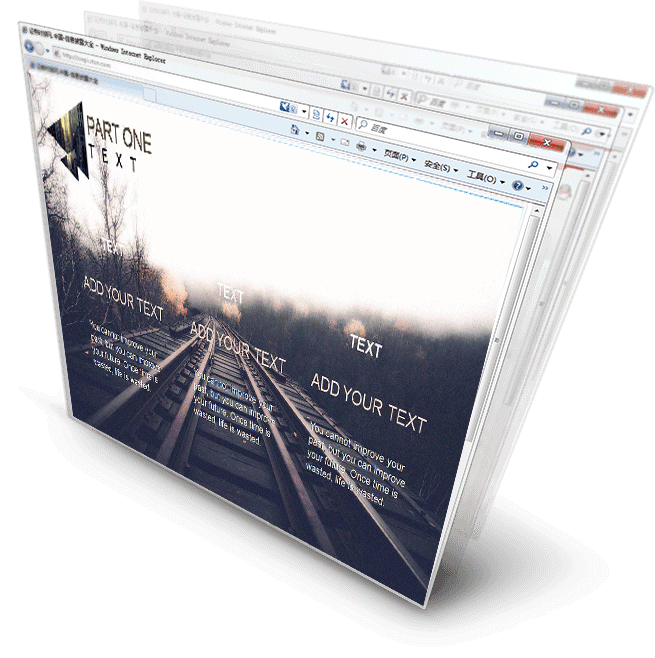 Windows Internet Explorer
百度
页面(P)
安全(S)
工具(O)
PART ONE
TEXT
TEXT
ADD YOUR TEXT
You cannot improve your
past, but you can improve
your future. Once time is
wasted, life is wasted.
TEXT
ADD YOUR TEXT
You cannot improve your
past, but you can improve
your future. Once time is
wasted, life is wasted.
TEXT
ADD YOUR TEXT
You cannot improve your
past, but you can improve
your future. Once time is
wasted, life is wasted.